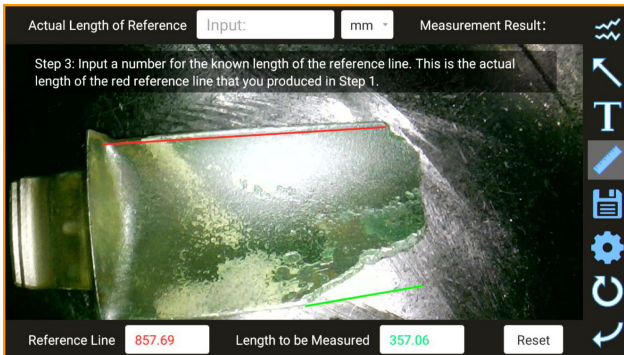 Actual Length of Reference Input: mm Measurement Result:
Step 3: Input a number for the known length of the reference line. This is the actual
length of the red reference line that you produced in Step 1.
T
Reference Line 857.69 Length to be Measured 357.06 Reset